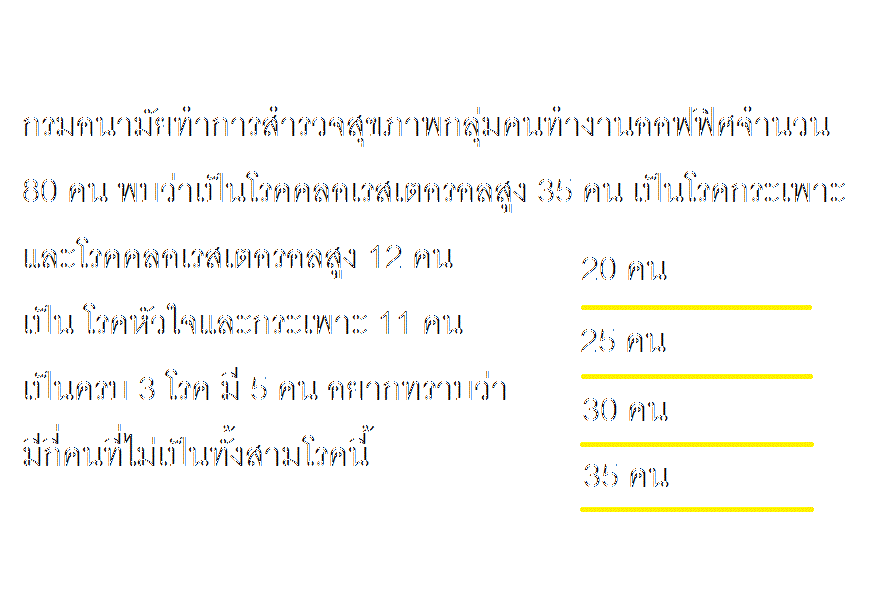 กรมอนามัยทำการสำรวจสุขภาพกลุ่มคนทำงานออฟฟิศจำนวน
80 คน พบว่าเป็นโรคคลอเรสเตอรอลสูง 35 คน เป็นโรคกระเพาะ
และโรคคลอเรสเตอรอลสูง 12 คน
เป็น โรคหัวใจและกระเพาะ 11 คน
เป็นครบ 3 โรค มี 5 คน อยากทราบว่า
มีกี่คนที่ไม่เป็นทั้งสามโรคนี้
20 คน
25 คน
30 คน
35 คน